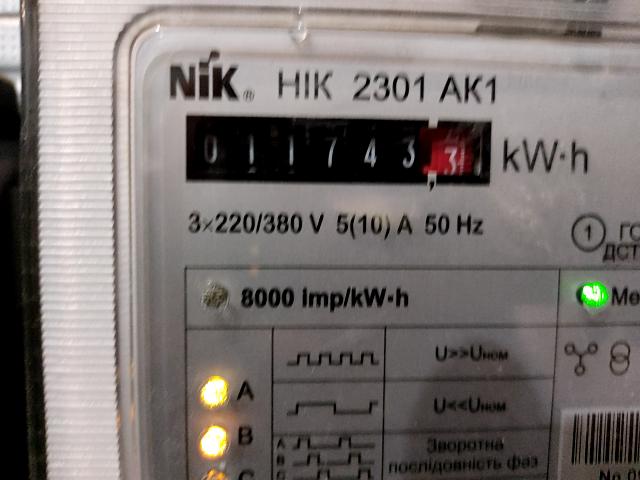 NiK® НІК 2301 АК1
0 1 1 7 4 3 3 kW·h
3×220/380 V 5(10) A 50 Hz
1
8000 Imp/kW·h
A
U>>Uном
U<<Uном
B
A
B
Зворотна
послідовність фаз
C